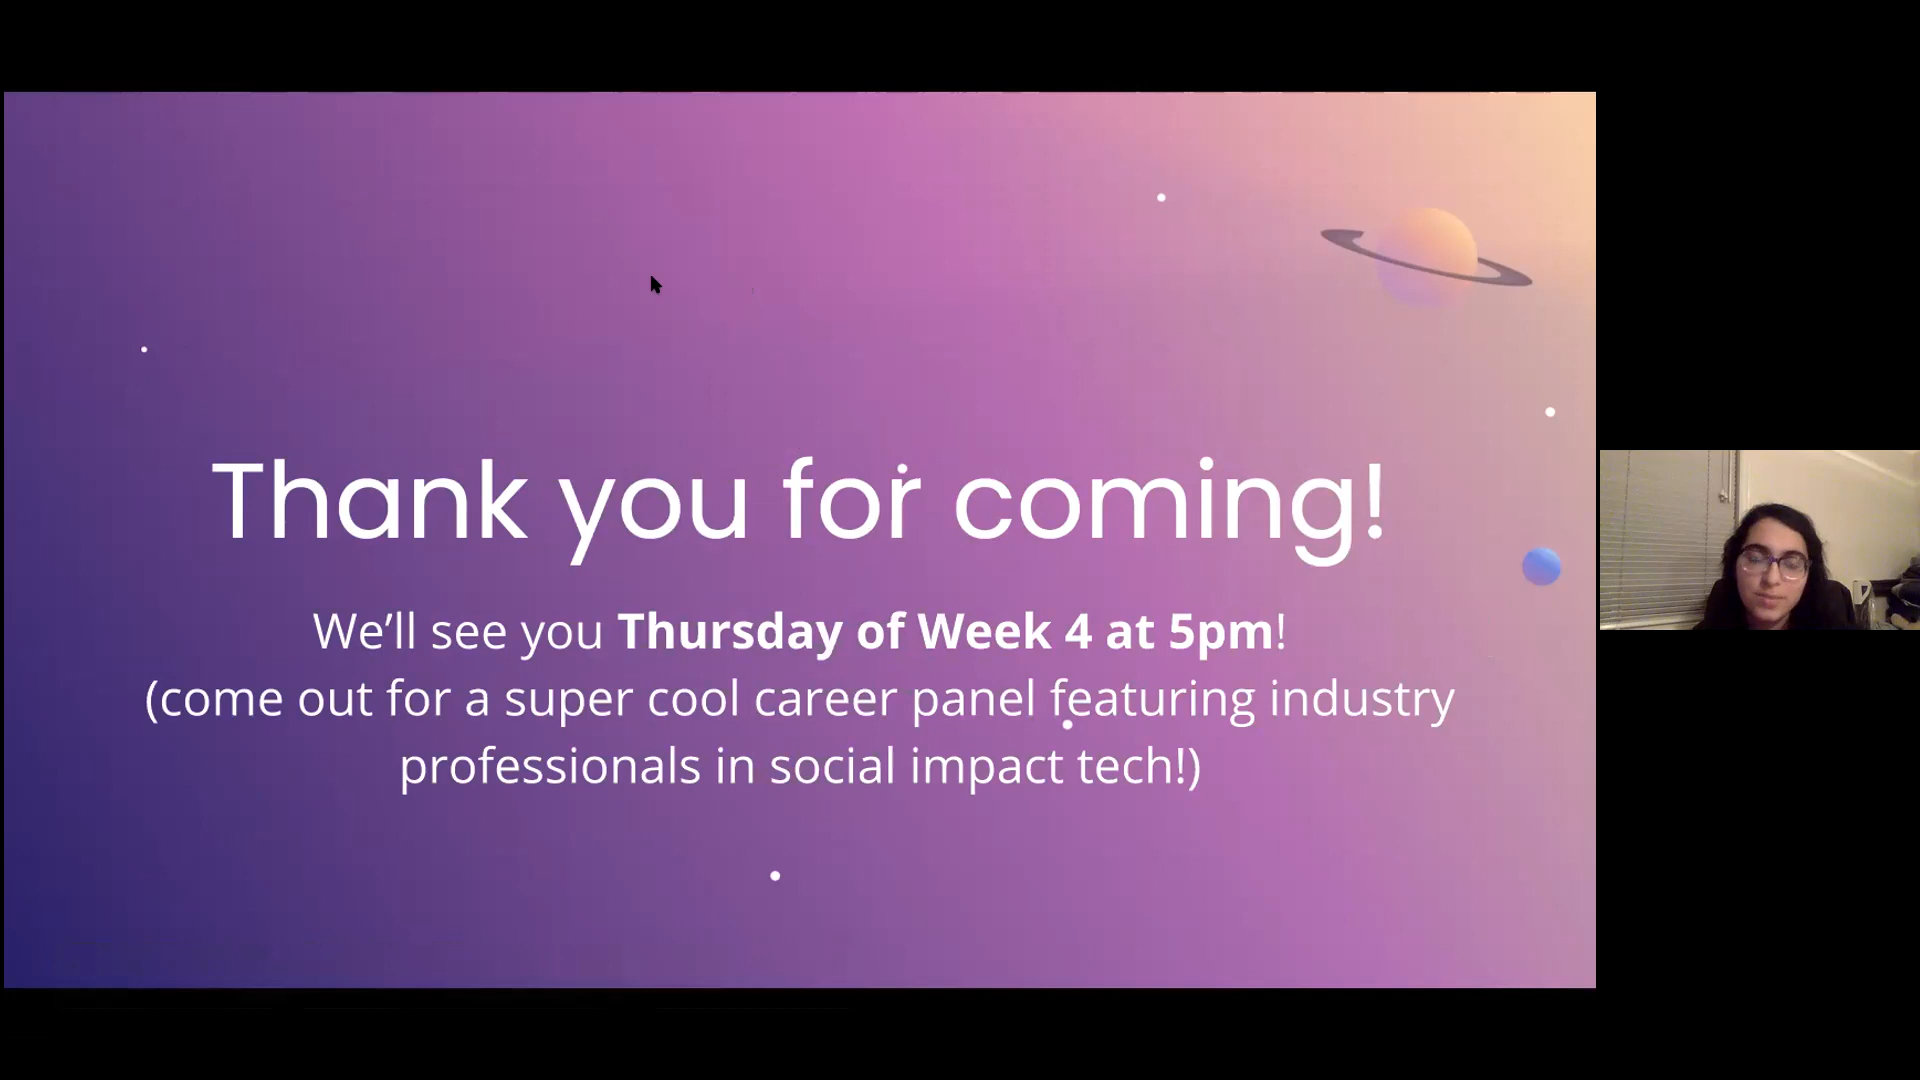 Thank you for coming!
We’ll see you Thursday of Week 4 at 5pm!
(come out for a super cool career panel featuring industry
professionals in social impact tech!)